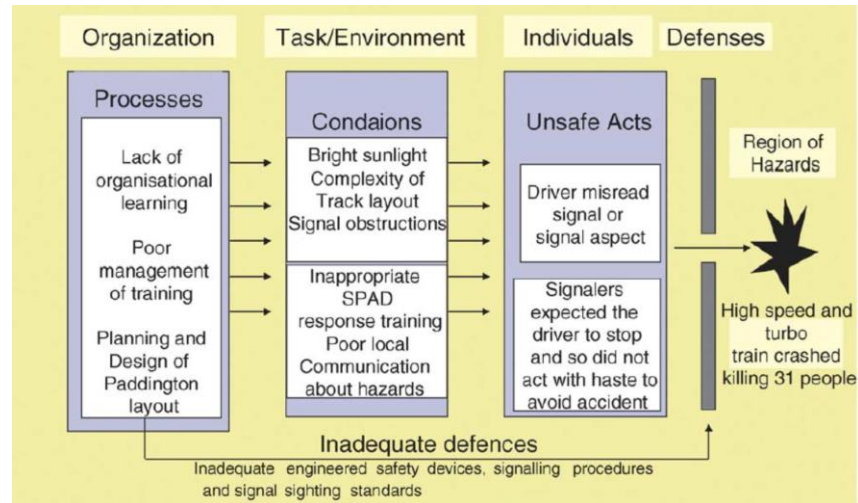 Organization
Task/Environment
Individuals
Defenses
Processes
Lack of
organisational
learning
Poor
management
of training
Planning and
Design of
Paddington
layout
Condaions
Bright sunlight
Complexity of
Track layout
Signal obstructions
Inappropriate
SPAD
response training
Poor local
Communication
about hazards
Unsafe Acts
Driver misread
signal or
signal aspect
Signalers
expected the
driver to stop
and so did not
act with haste to
avoid accident
Region of
Hazards
High speed and
turbo
train crashed
killing 31 people
Inadequate defences
Inadequate engineered safety devices, signalling procedures
and signal sighting standards